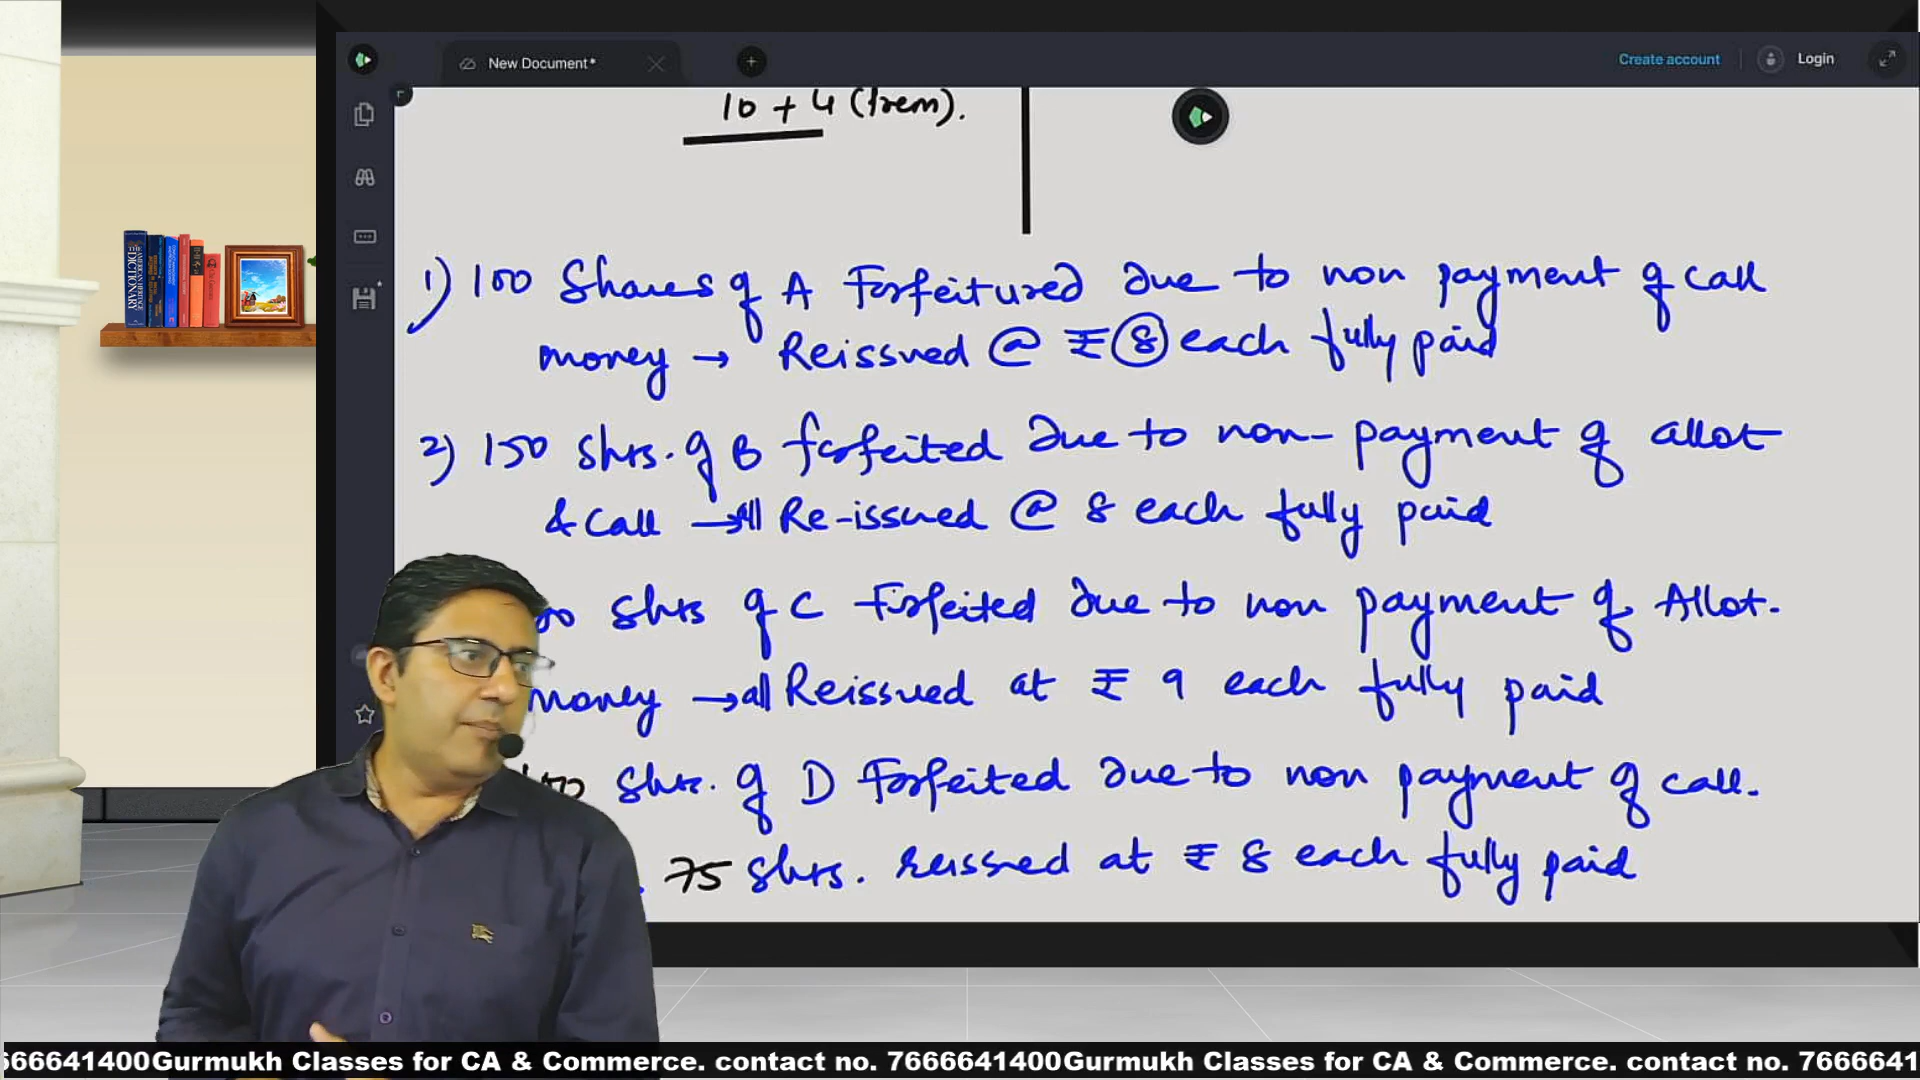 New Document*
Create account
Login
10 + 4 (Prem).
1) 100 Shares of A Forfeitured due to non payment of call
money → Reissued @ ₹ 8 each fully paid
2) 150 shrs. of B forfeited due to non-payment of allot
& call → all Re-issued @ 8 each fully paid
shrs of C Forfeited due to non payment of Allot.
money → all Reissued at ₹ 9 each fully paid
shrs. of D Forfeited due to non payment of call.
75 shrs. reissued at ₹ 8 each fully paid
THE DICTIONARY
666641400Gurmukh Classes for CA & Commerce. contact no. 7666641400Gurmukh Classes for CA & Commerce. contact no. 7666641